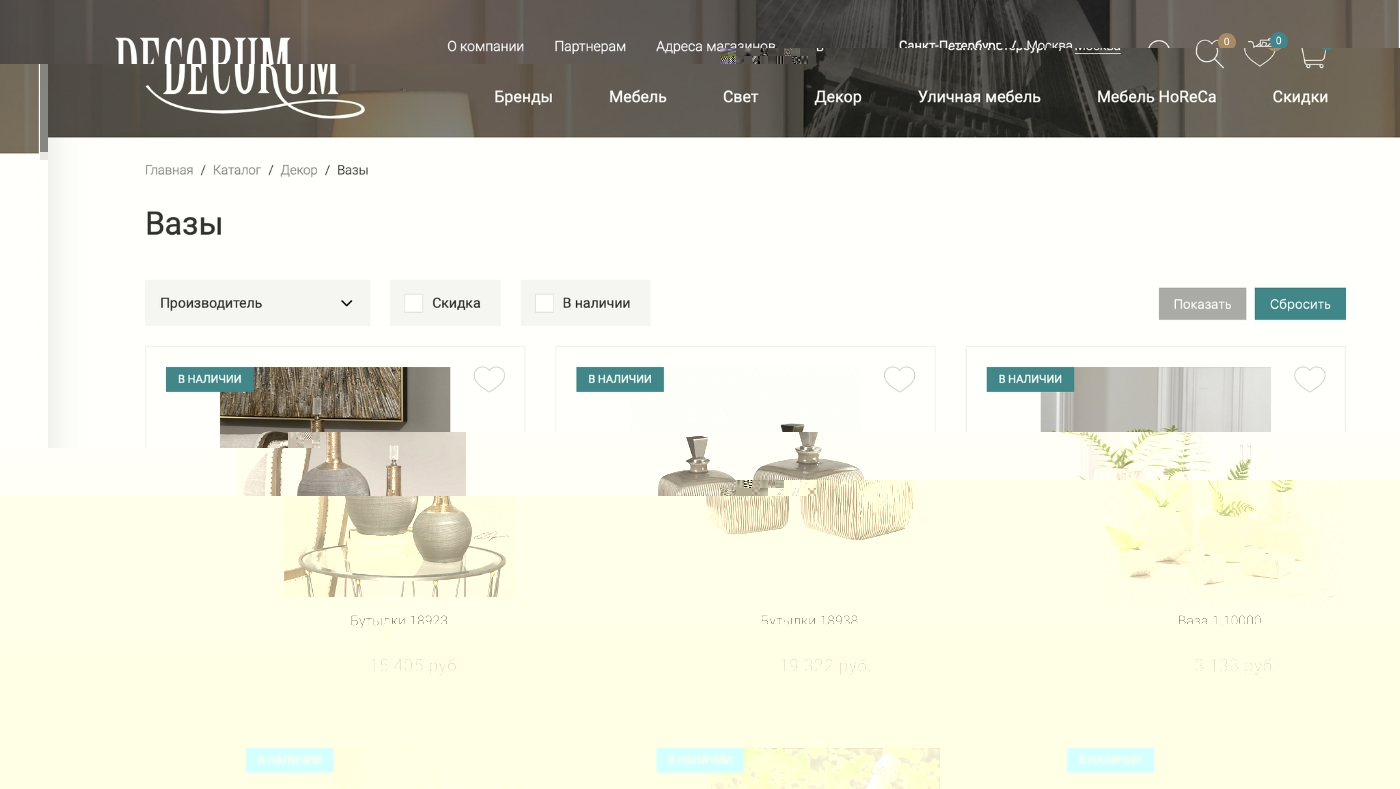 DECORUM
О компании Партнерам Адреса магазинов
Санкт-Петербург / Москва
0 0
Бренды Мебель Свет Декор Уличная мебель Мебель HoReCa Скидки
Главная / Каталог / Декор / Вазы
Вазы
Производитель Скидка В наличии Показать Сбросить
В НАЛИЧИИ В НАЛИЧИИ В НАЛИЧИИ
Бутылки 18923 Бутылки 18938 Ваза 1.10000
15 405 руб. 19 322 руб. 3 133 руб.
В НАЛИЧИИ В НАЛИЧИИ В НАЛИЧИИ